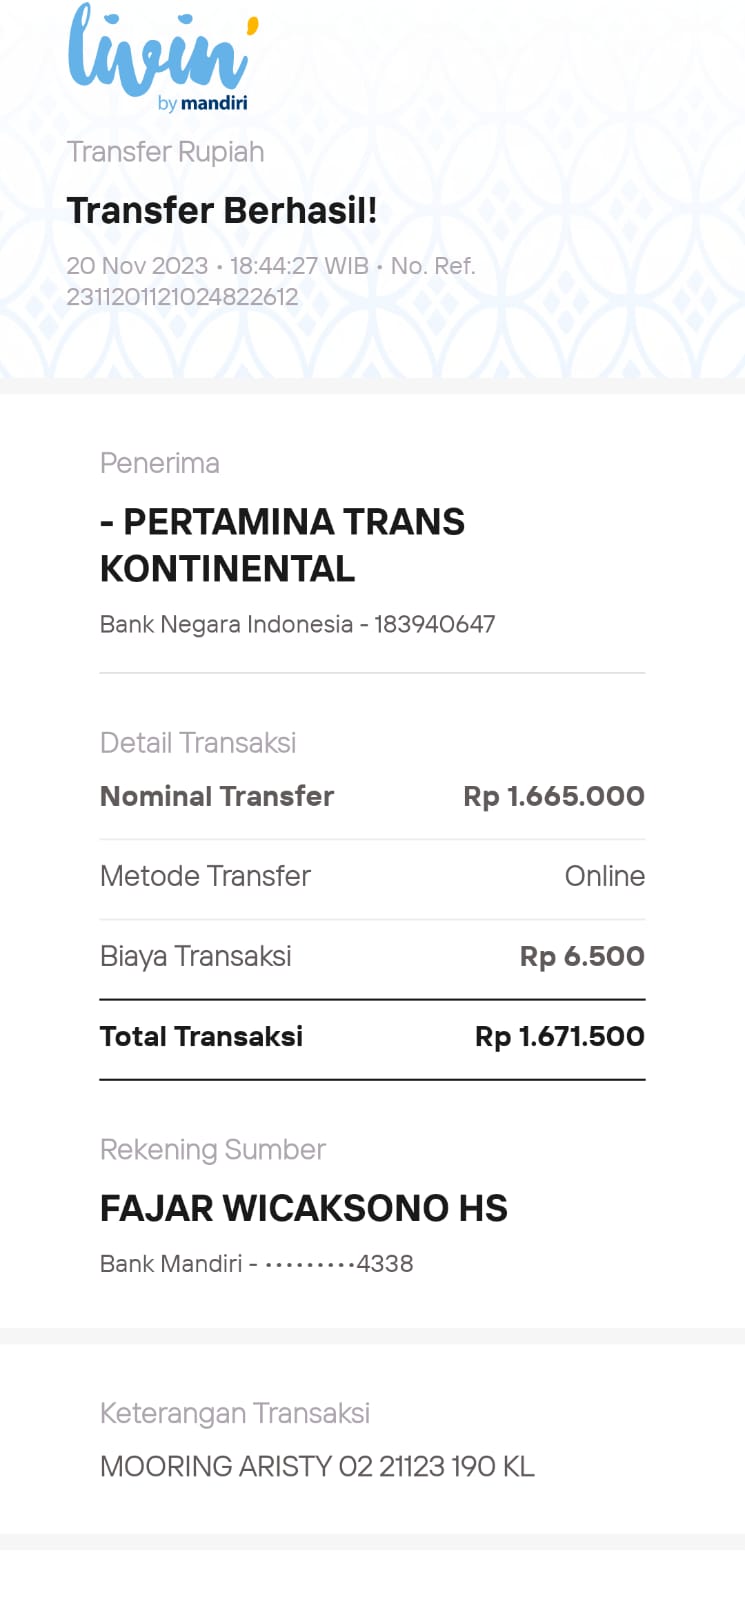 livin'
by mandiri
Transfer Rupiah
Transfer Berhasil!
20 Nov 2023 • 18:44:27 WIB • No. Ref.
2311201121024822612
Penerima
- PERTAMINA TRANS
KONTINENTAL
Bank Negara Indonesia - 183940647
Detail Transaksi
Nominal Transfer Rp 1.665.000
Metode Transfer Online
Biaya Transaksi Rp 6.500
Total Transaksi Rp 1.671.500
Rekening Sumber
FAJAR WICAKSONO HS
Bank Mandiri - •••••••••4338
Keterangan Transaksi
MOORING ARISTY 02 21123 190 KL